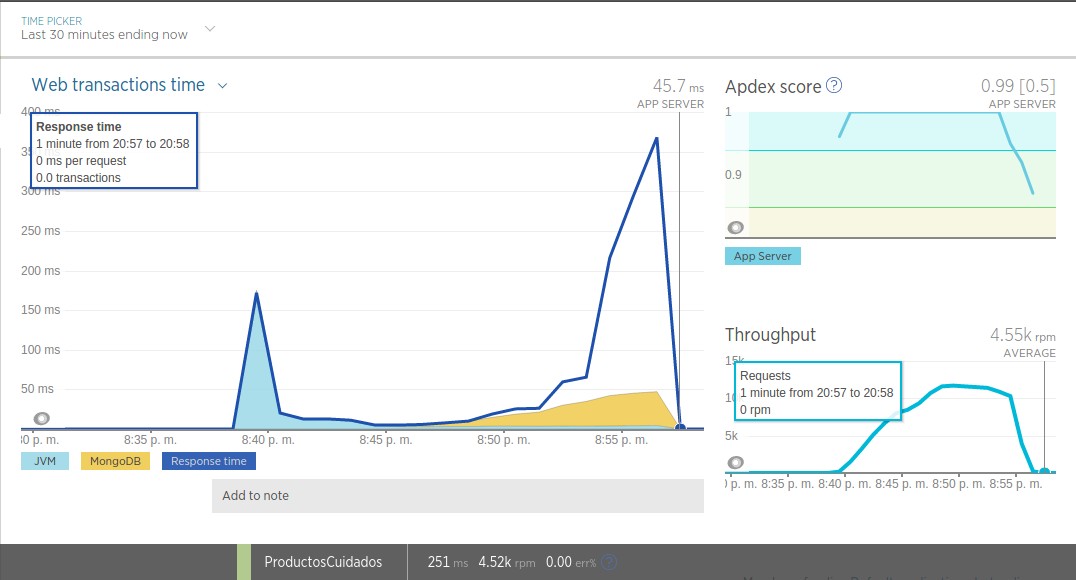 TIME PICKER
Last 30 minutes ending now
Web transactions time
45.7 ms
APP SERVER
400 ms
Response time
1 minute from 20:57 to 20:58
0 ms per request
0.0 transactions
300 ms
250 ms
200 ms
150 ms
100 ms
50 ms
30 p. m. 8:35 p. m. 8:40 p. m. 8:45 p. m. 8:50 p. m. 8:55 p. m.
JVM MongoDB Response time
Add to note
Apdex score ?
0.99 [0.5]
APP SERVER
1
0.9
App Server
Throughput
4.55k rpm
AVERAGE
15k
Requests
1 minute from 20:57 to 20:58
0 rpm
5k
p. m. 8:35 p. m. 8:40 p. m. 8:45 p. m. 8:50 p. m. 8:55 p. m.
ProductosCuidados 251 ms 4.52k rpm 0.00 err% ?